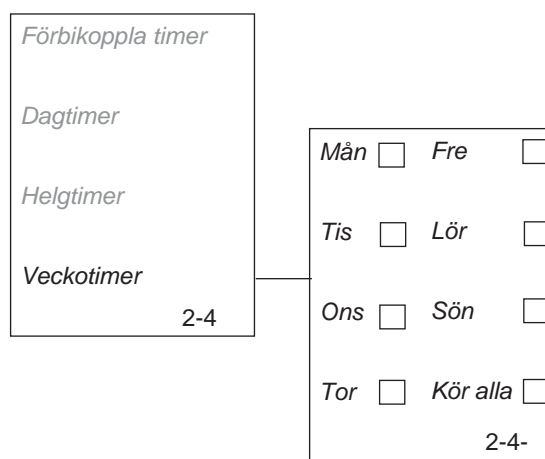 Förbikoppla timer
Dagtimer
Helgtimer
Veckotimer
2-4
Mån Fre
Tis Lör
Ons Sön
Tor Kör alla
2-4-